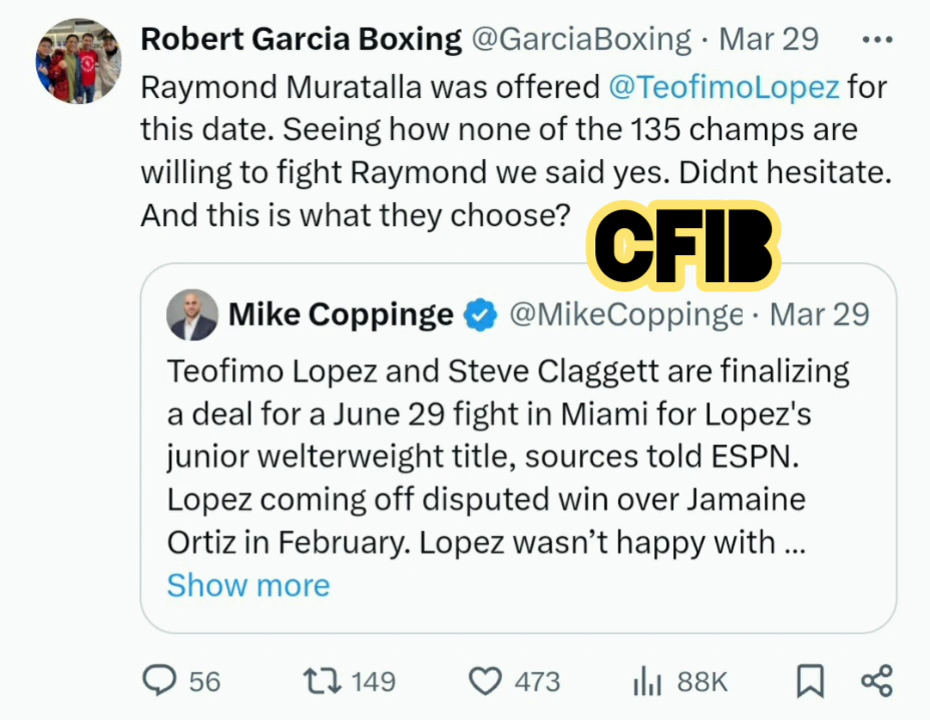 Robert Garcia Boxing @GarciaBoxing · Mar 29 ...
Raymond Muratalla was offered @TeofimoLopez for
this date. Seeing how none of the 135 champs are
willing to fight Raymond we said yes. Didnt hesitate.
And this is what they choose?
CFIB
Mike Coppinge @MikeCoppinge · Mar 29
Teofimo Lopez and Steve Claggett are finalizing
a deal for a June 29 fight in Miami for Lopez's
junior welterweight title, sources told ESPN.
Lopez coming off disputed win over Jamaine
Ortiz in February. Lopez wasn’t happy with ...
Show more
56 149 473 88K